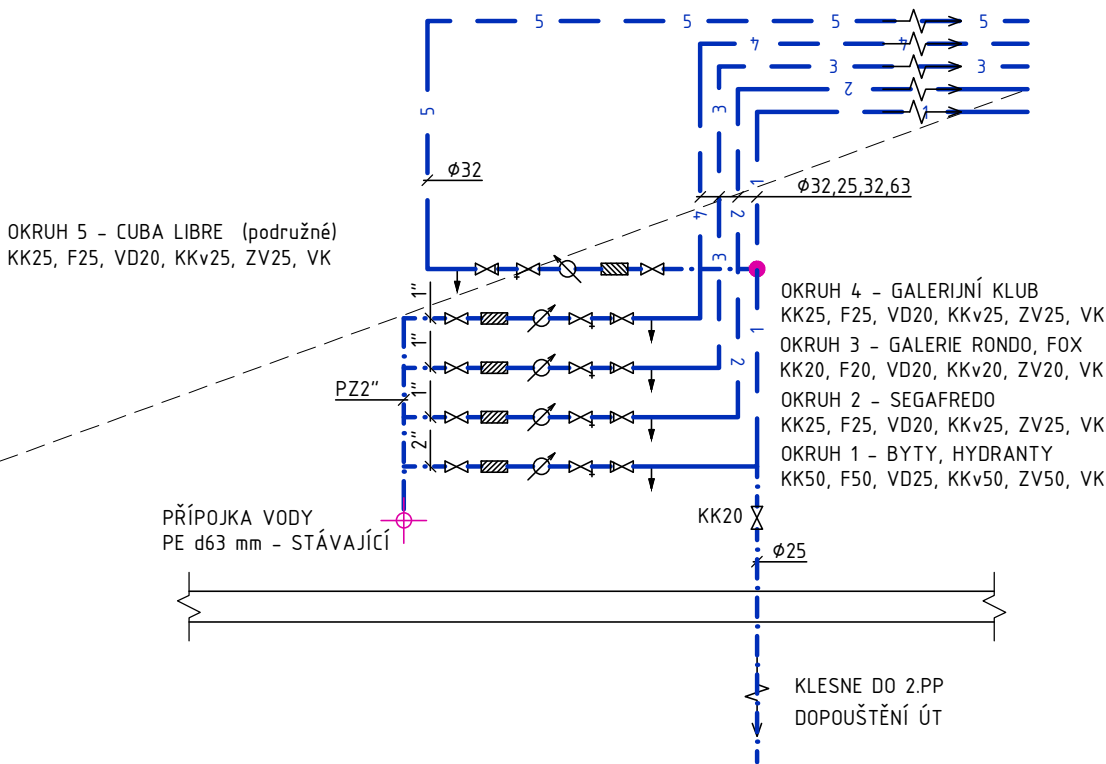 5 5 5 5
4 4
3 3
2
1
5
3
1
ø32
ø32,25,32,63
4 2
3
OKRUH 5 - CUBA LIBRE (podružné)
KK25, F25, VD20, KKv25, ZV25, VK
1"
1"
1"
2"
1
2
OKRUH 4 - GALERIJNÍ KLUB
KK25, F25, VD20, KKv25, ZV25, VK
OKRUH 3 - GALERIE RONDO, FOX
KK20, F20, VD20, KKv20, ZV20, VK
OKRUH 2 - SEGAFREDO
KK25, F25, VD20, KKv25, ZV25, VK
OKRUH 1 - BYTY, HYDRANTY
KK50, F50, VD25, KKv50, ZV50, VK
PZ2"
PŘÍPOJKA VODY
PE d63 mm - STÁVAJÍCÍ
KK20
ø25
KLESNE DO 2.PP
DOPOUŠTĚNÍ ÚT